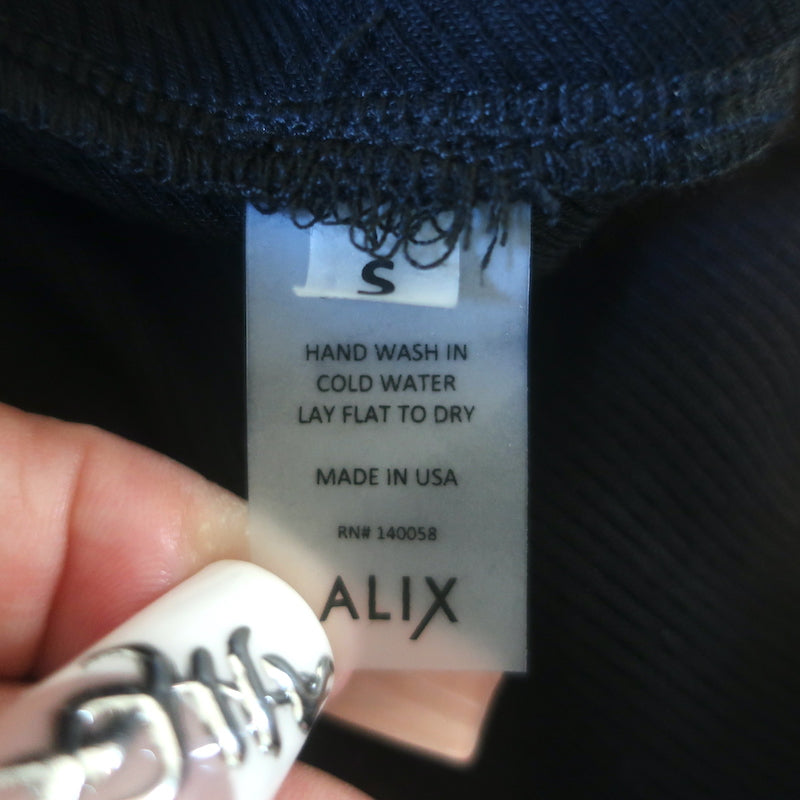 S
HAND WASH IN
COLD WATER
LAY FLAT TO DRY
MADE IN USA
RN# 140058
ALIX